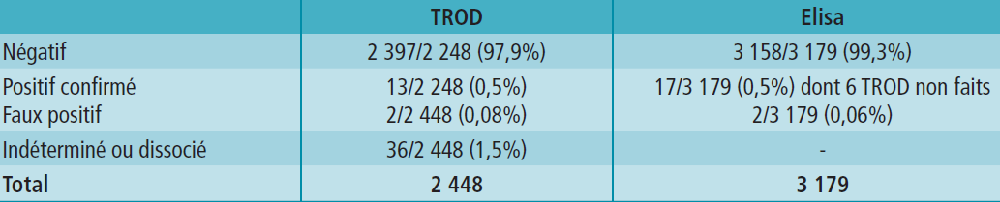 TROD Elisa
Négatif 2 397/2 248 (97,9%) 3 158/3 179 (99,3%)
Positif confirmé 13/2 248 (0,5%) 17/3 179 (0,5%) dont 6 TROD non faits
Faux positif 2/2 448 (0,08%) 2/3 179 (0,06%)
Indéterminé ou dissocié 36/2 448 (1,5%) -
Total 2 448 3 179